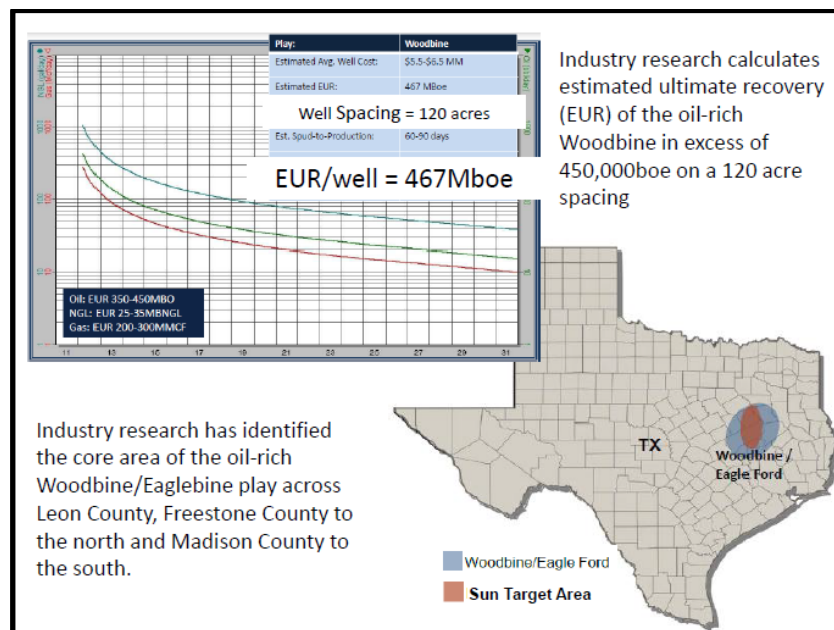 Play: Woodbine
Estimated Avg. Well Cost: $5.5-$6.5 MM
Estimated EUR: 467 MBoe
Well Spacing = 120 acres
Est. Spud-to-Production: 60-90 days
EUR/well = 467Mboe
1000
100
10
Oil: EUR 350-450MBO
NGL: EUR 25-35MBNGL
Gas: EUR 200-300MMCF
11 13 15 17 19 21 23 25 27 29 31
Industry research calculates
estimated ultimate recovery
(EUR) of the oil-rich
Woodbine in excess of
450,000boe on a 120 acre
spacing
Industry research has identified
the core area of the oil-rich
Woodbine/Eaglebine play across
Leon County, Freestone County to
the north and Madison County to
the south.
TX
Woodbine /
Eagle Ford
Woodbine/Eagle Ford
Sun Target Area